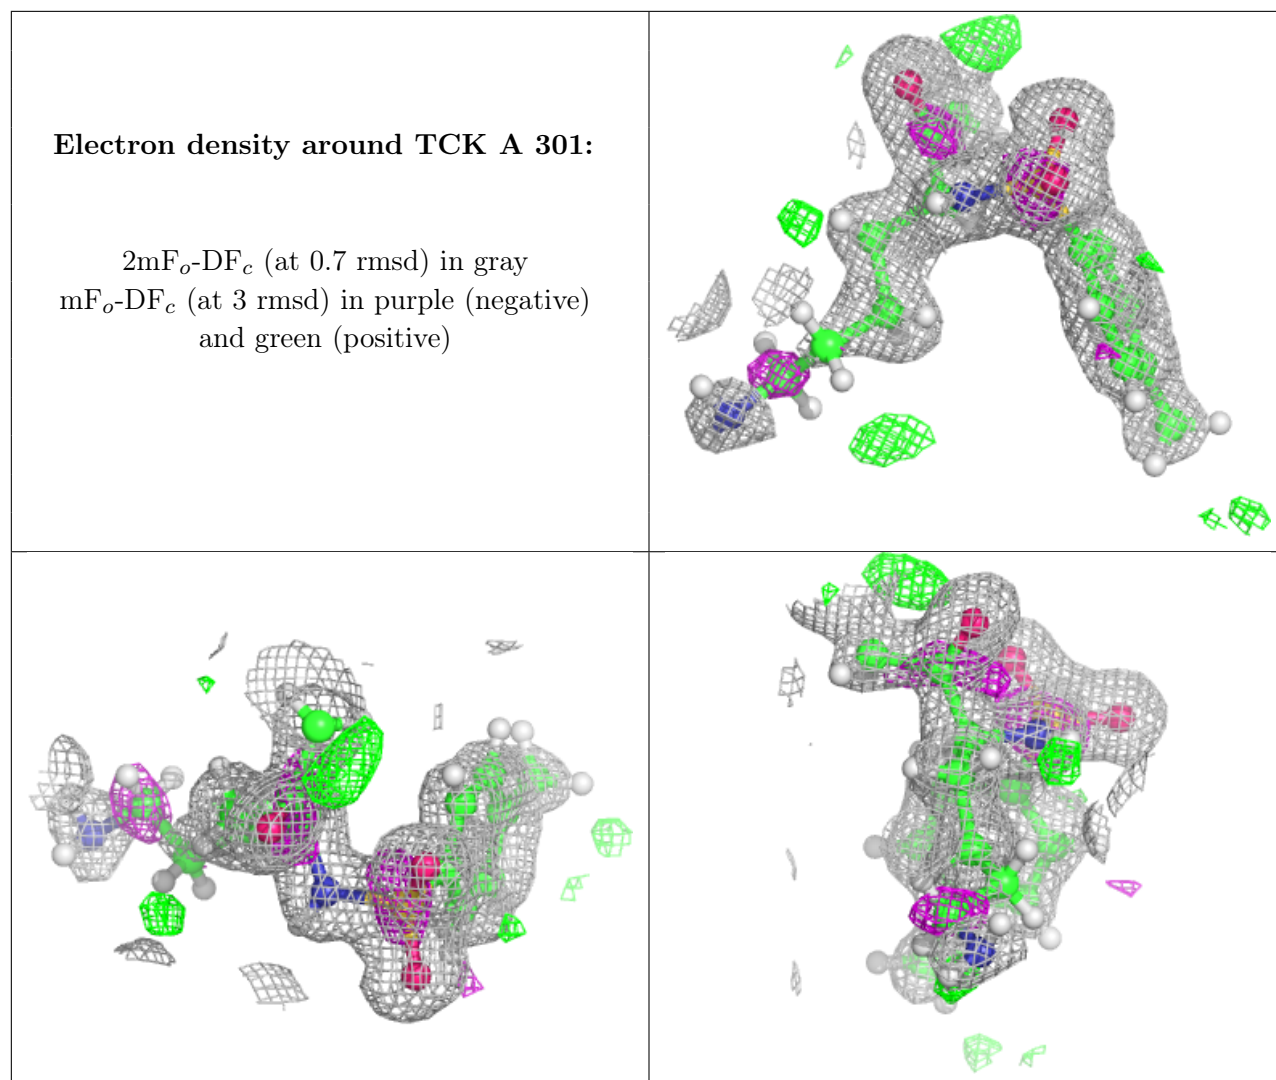 Electron density around TCK A 301:
2mFₒ-DF𝒸 (at 0.7 rmsd) in gray
mFₒ-DF𝒸 (at 3 rmsd) in purple (negative)
and green (positive)